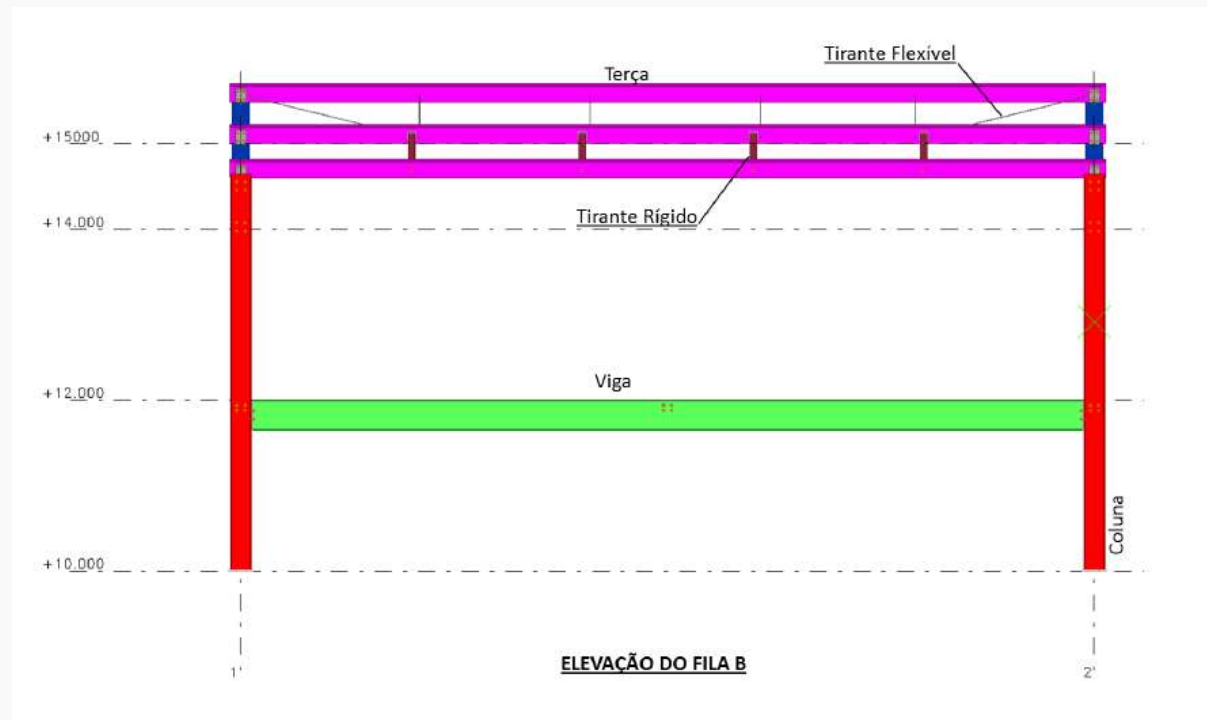 Tirante Flexível
Terça
+15000
Tirante Rígido
+14.000
Viga
+12.000
Coluna
+10.000
1'
ELEVAÇÃO DO FILA B
2'